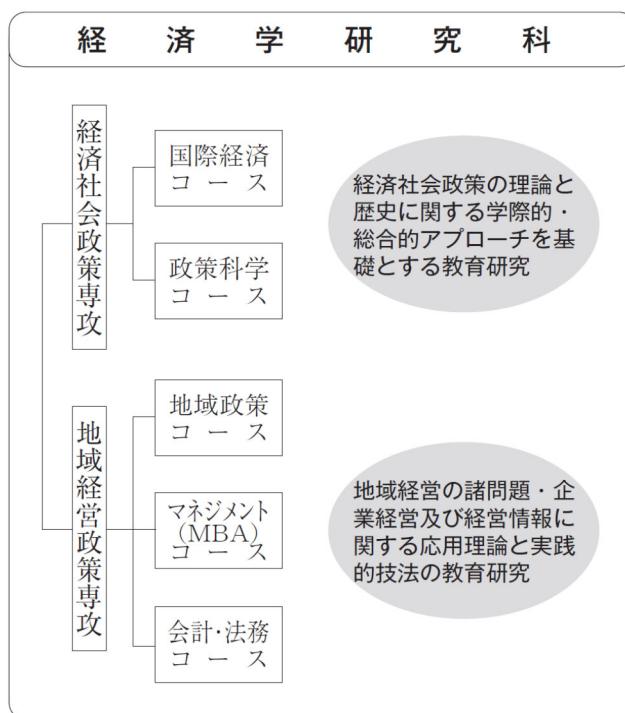 経済学研究科
経済社会政策専攻
国際経済
コース
政策科学
コース
経済社会政策の理論と
歴史に関する学際的・
総合的アプローチを基
礎とする教育研究
地域経営政策専攻
地域政策
コース
マネジメント
(MBA)
コース
会計・法務
コース
地域経営の諸問題・企
業経営及び経営情報に
関する応用理論と実践
的技法の教育研究